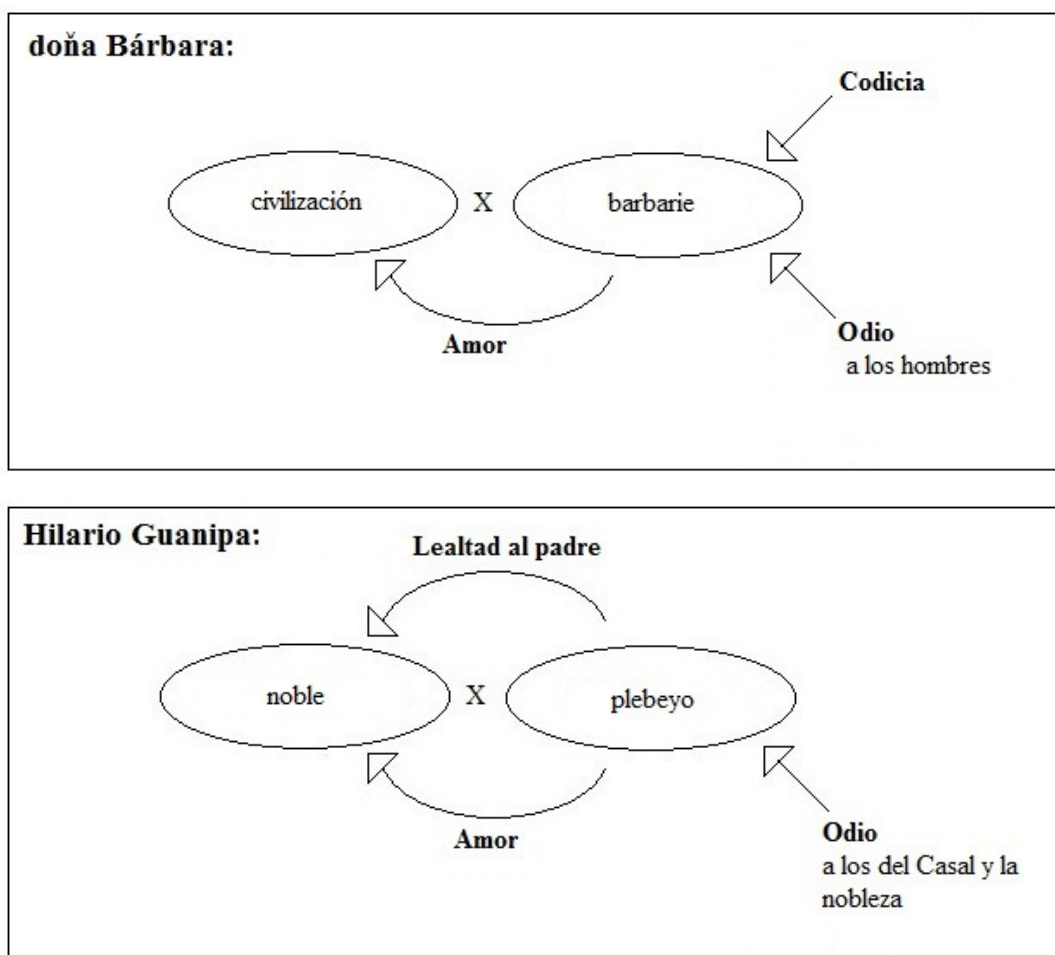 doňa Bárbara:
Codicia
civilización X barbarie
Amor
Odio
a los hombres
Hilario Guanipa:
Lealtad al padre
noble X plebeyo
Amor
Odio
a los del Casal y la
nobleza